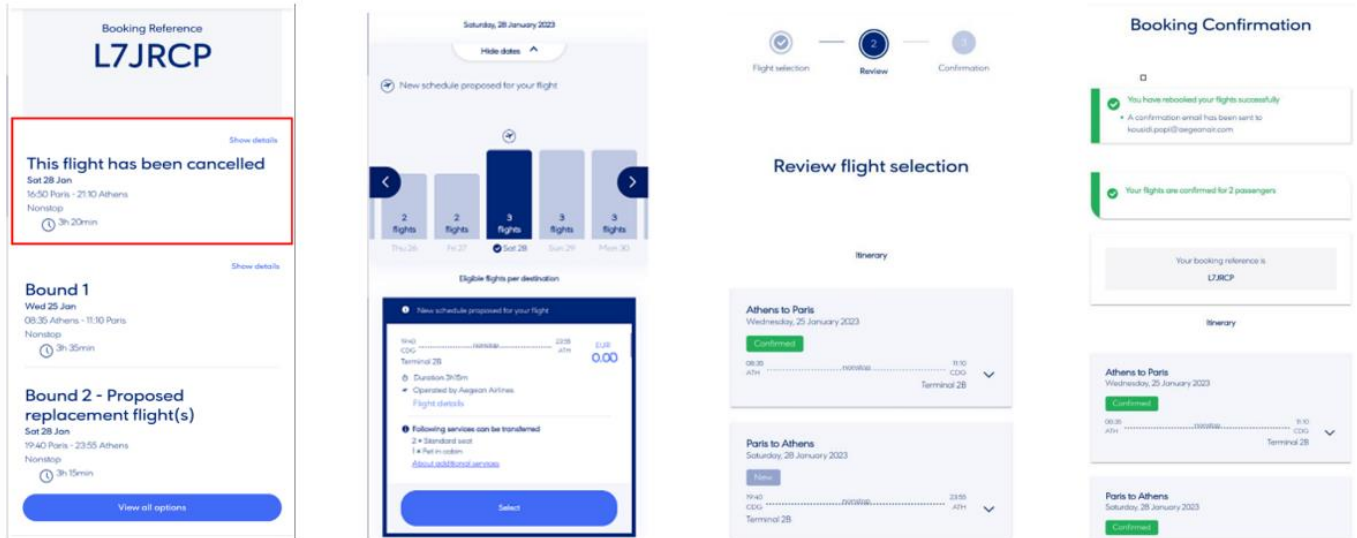 Booking Reference
L7JRCP
Show details
This flight has been cancelled
Sat 28 Jan
16:50 Paris - 21:10 Athens
Nonstop
3h 20min
Show details
Bound 1
Wed 25 Jan
08:35 Athens - 11:10 Paris
Nonstop
3h 35min
Bound 2 - Proposed
replacement flight(s)
Sat 28 Jan
19:40 Paris - 23:55 Athens
Nonstop
3h 15min
View all options
Saturday, 28 January 2023
Hide dates
New schedule proposed for your flight
2 2 3 3 3
flights flights flights flights flights
Thu 26 Fri 27 Sat 28 Sun 29 Mon 30
Eligible flights per destination
New schedule proposed for your flight
19:40 nonstop 23:55 EUR
CDG ATH 0.00
Terminal 2B
Duration 3h15m
Operated by Aegean Airlines
Flight details
Following services can be transferred
2 × Standard seat
1 × Pet in cabin
About additional services
Select
2 3
Flight selection Review Confirmation
Review flight selection
Itinerary
Athens to Paris
Wednesday, 25 January 2023
Confirmed
08:35 nonstop 11:10
ATH CDG
Terminal 2B
Paris to Athens
Saturday, 28 January 2023
New
19:40 nonstop 23:55
CDG ATH
Terminal 2B
Booking Confirmation
You have rebooked your flights successfully
• A confirmation email has been sent to
kousidi.popi@aegeanair.com
Your flights are confirmed for 2 passengers
Your booking reference is
L7JRCP
Itinerary
Athens to Paris
Wednesday, 25 January 2023
Confirmed
08:35 nonstop 11:10
ATH CDG
Terminal 2B
Paris to Athens
Saturday, 28 January 2023
Confirmed